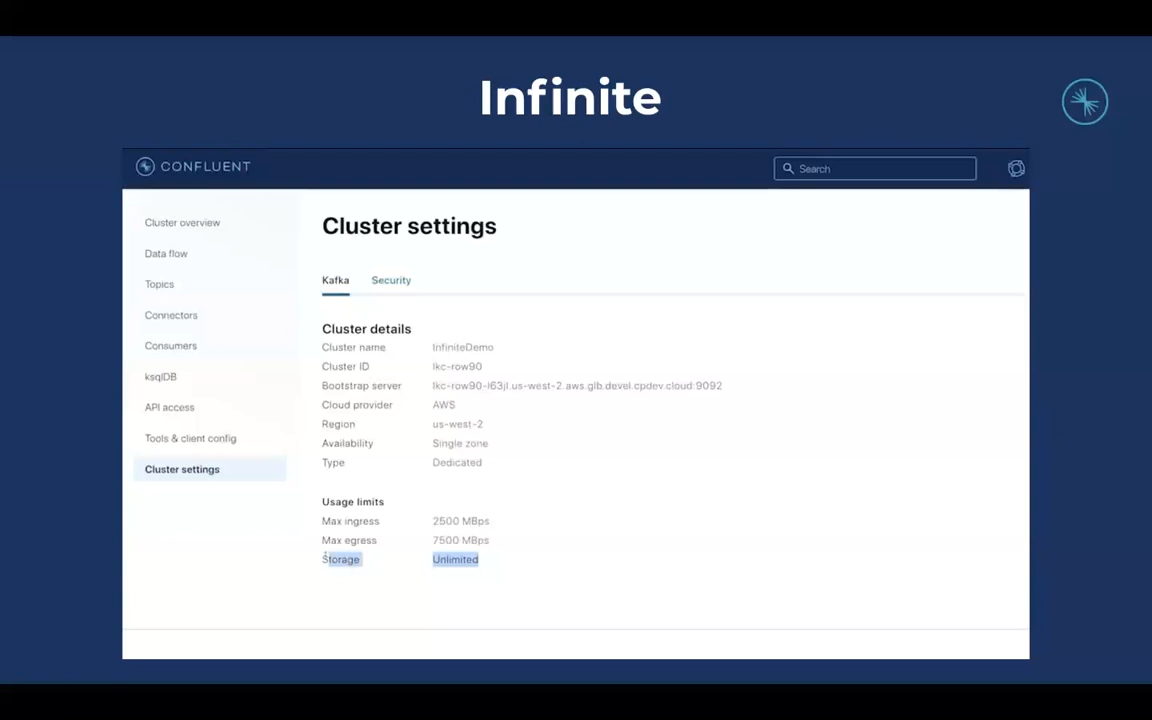 Infinite
CONFLUENT
Search
Cluster overview
Data flow
Topics
Connectors
Consumers
ksqlDB
API access
Tools & client config
Cluster settings
Cluster settings
Kafka Security
Cluster details
Cluster name InfiniteDemo
Cluster ID lkc-row90
Bootstrap server lkc-row90-l63jl.us-west-2.aws.glb.devel.cpdev.cloud:9092
Cloud provider AWS
Region us-west-2
Availability Single zone
Type Dedicated
Usage limits
Max ingress 2500 MBps
Max egress 7500 MBps
Storage Unlimited